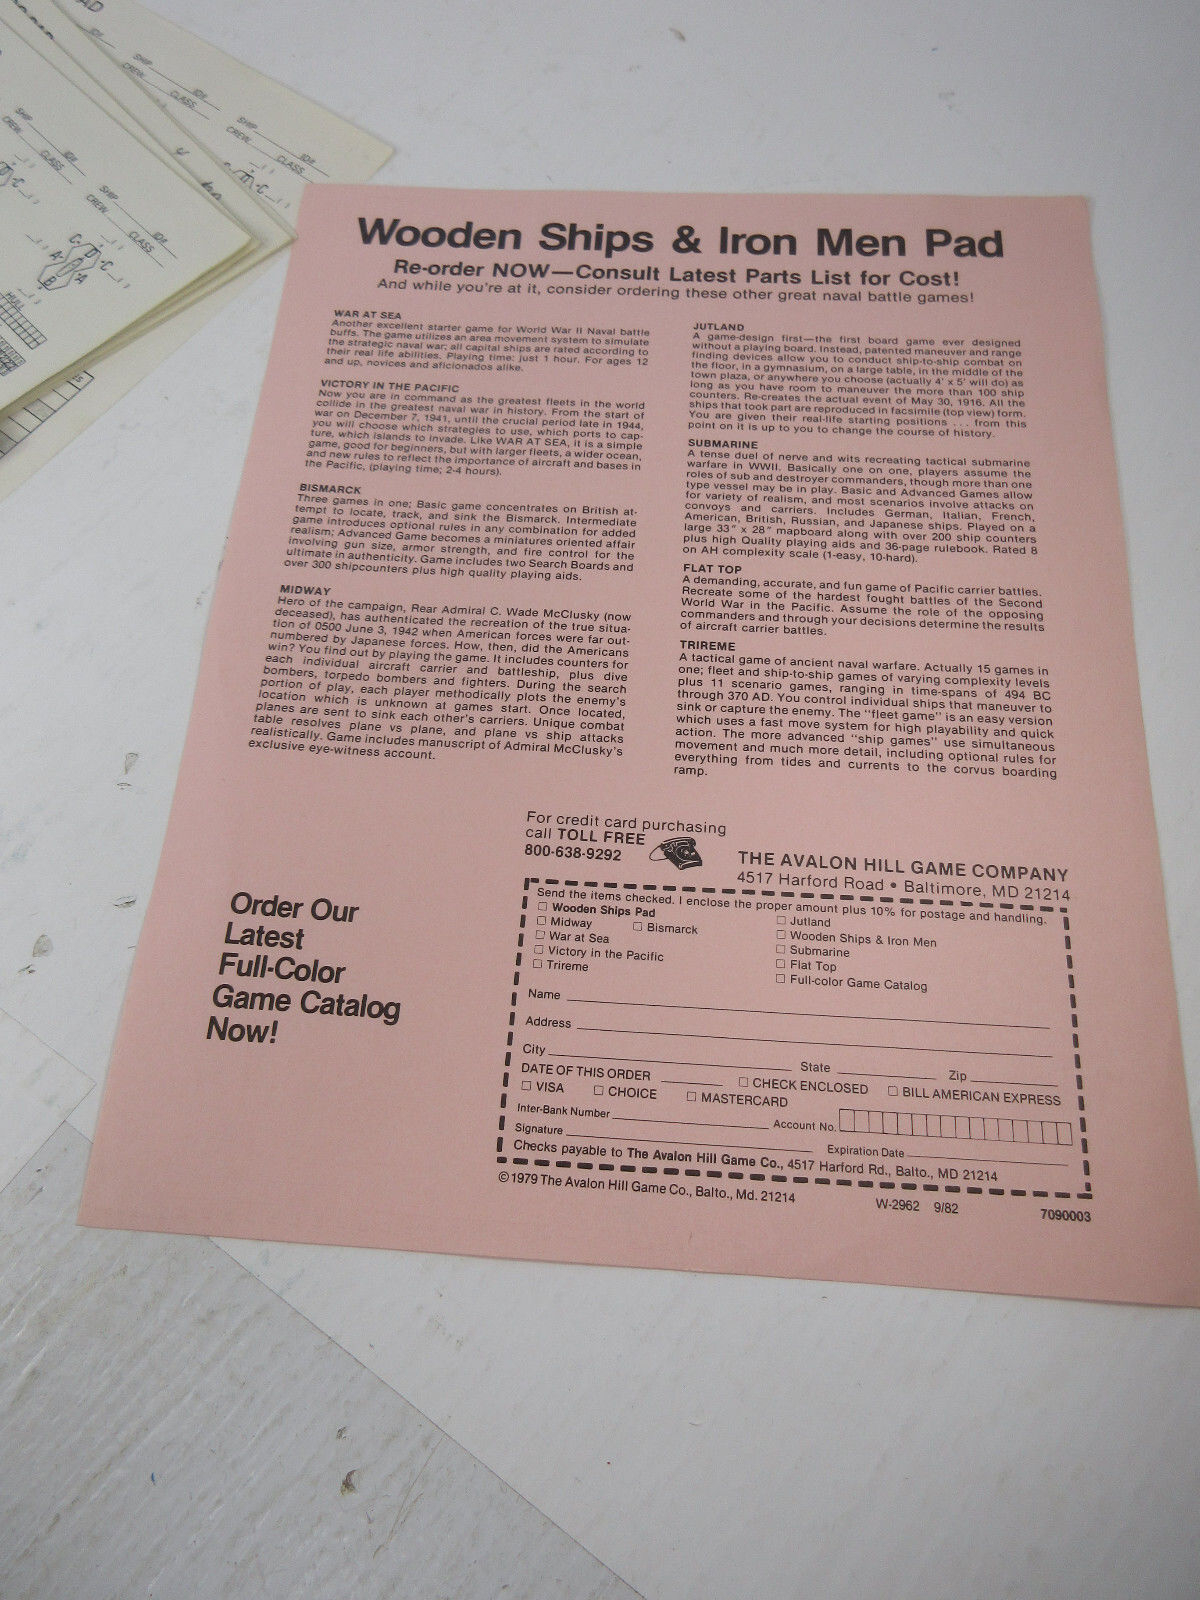 AD
SHIP ID#
CREW CLASS
SHIP ID#
CREW CLASS
SHIP ID#
CREW CLASS
SHIP ID#
CREW CLASS
HULL
Wooden Ships & Iron Men Pad
Re-order NOW—Consult Latest Parts List for Cost!
And while you're at it, consider ordering these other great naval battle games!
WAR AT SEA
Another excellent starter game for World War II Naval battle
buffs. The game utilizes an area movement system to simulate
the strategic naval war; all capital ships are rated according to
their real life abilities. Playing time: just 1 hour. For ages 12
and up, novices and aficionados alike.
VICTORY IN THE PACIFIC
Now you are in command as the greatest fleets in the world
collide in the greatest naval war in history. From the start of
war on December 7, 1941, until the crucial period late in 1944,
you will choose which strategies to use, which ports to cap-
ture, which islands to invade. Like WAR AT SEA, it is a simple
game, good for beginners, but with larger fleets, a wider ocean,
and new rules to reflect the importance of aircraft and bases in
the Pacific, (playing time; 2-4 hours).
BISMARCK
Three games in one; Basic game concentrates on British at-
tempt to locate, track, and sink the Bismarck. Intermediate
game introduces optional rules in any combination for added
realism; Advanced Game becomes a miniatures oriented affair
involving gun size, armor strength, and fire control for the
ultimate in authenticity. Game includes two Search Boards and
over 300 shipcounters plus high quality playing aids.
MIDWAY
Hero of the campaign, Rear Admiral C. Wade McClusky (now
deceased), has authenticated the recreation of the true situa-
tion of 0500 June 3, 1942 when American forces were far out-
numbered by Japanese forces. How, then, did the Americans
win? You find out by playing the game. It includes counters for
each individual aircraft carrier and battleship, plus dive
bombers, torpedo bombers and fighters. During the search
portion of play, each player methodically plots the enemy's
location which is unknown at games start. Once located,
planes are sent to sink each other's carriers. Unique combat
table resolves plane vs plane, and plane vs ship attacks
realistically. Game includes manuscript of Admiral McClusky's
exclusive eye-witness account.
JUTLAND
A game-design first—the first board game ever designed
without a playing board. Instead, patented maneuver and range
finding devices allow you to conduct ship-to-ship combat on
the floor, in a gymnasium, on a large table, in the middle of the
town plaza, or anywhere you choose (actually 4' x 5' will do) as
long as you have room to maneuver the more than 100 ship
counters. Re-creates the actual event of May 30, 1916. All the
ships that took part are reproduced in facsimile (top view) form.
You are given their real-life starting positions . . . from this
point on it is up to you to change the course of history.
SUBMARINE
A tense duel of nerve and wits recreating tactical submarine
warfare in WWII. Basically one on one, players assume the
roles of sub and destroyer commanders, though more than one
type vessel may be in play. Basic and Advanced Games allow
for variety of realism, and most scenarios involve attacks on
convoys and carriers. Includes German, Italian, French,
American, British, Russian, and Japanese ships. Played on a
large 33" x 28" mapboard along with over 200 ship counters
plus high Quality playing aids and 36-page rulebook. Rated 8
on AH complexity scale (1-easy, 10-hard).
FLAT TOP
A demanding, accurate, and fun game of Pacific carrier battles.
Recreate some of the hardest fought battles of the Second
World War in the Pacific. Assume the role of the opposing
commanders and through your decisions determine the results
of aircraft carrier battles.
TRIREME
A tactical game of ancient naval warfare. Actually 15 games in
one; fleet and ship-to-ship games of varying complexity levels
plus 11 scenario games, ranging in time-spans of 494 BC
through 370 AD. You control individual ships that maneuver to
sink or capture the enemy. The "fleet game" is an easy version
which uses a fast move system for high playability and quick
action. The more advanced "ship games" use simultaneous
movement and much more detail, including optional rules for
everything from tides and currents to the corvus boarding
ramp.
Order Our
Latest
Full-Color
Game Catalog
Now!
For credit card purchasing
call TOLL FREE
800-638-9292
THE AVALON HILL GAME COMPANY
4517 Harford Road • Baltimore, MD 21214
Send the items checked. I enclose the proper amount plus 10% for postage and handling.
☐ Wooden Ships Pad ☐ Jutland
☐ Midway ☐ Bismarck ☐ Wooden Ships & Iron Men
☐ War at Sea ☐ Submarine
☐ Victory in the Pacific ☐ Flat Top
☐ Trireme ☐ Full-color Game Catalog
Name
Address
City State Zip
DATE OF THIS ORDER ☐ CHECK ENCLOSED ☐ BILL AMERICAN EXPRESS
☐ VISA ☐ CHOICE ☐ MASTERCARD
Inter-Bank Number Account No.
Signature Expiration Date
Checks payable to The Avalon Hill Game Co., 4517 Harford Rd., Balto., MD 21214
©1979 The Avalon Hill Game Co., Balto., Md. 21214 W-2962 9/82 7090003